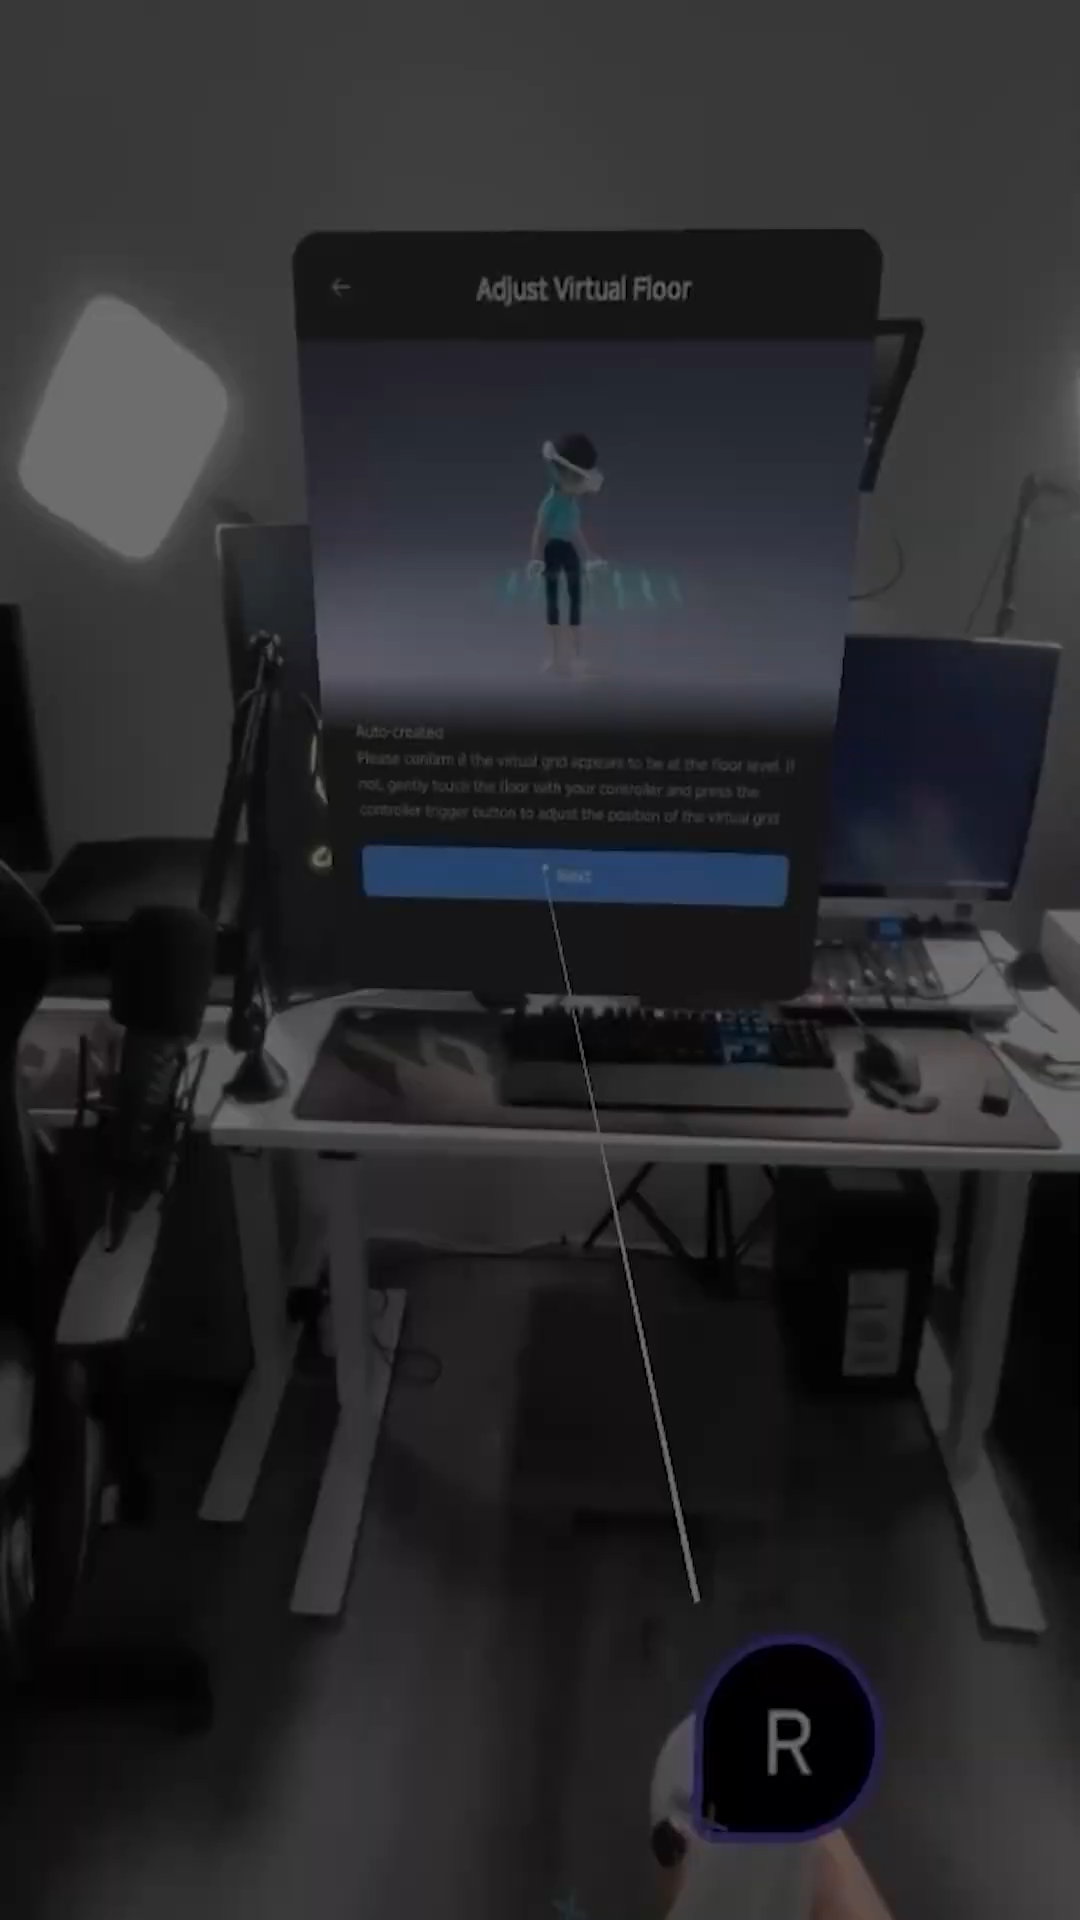 Adjust Virtual Floor
Auto-created
Please confirm if the virtual grid appears to be at the floor level. If
not, gently touch the floor with your controller and press the
controller trigger button to adjust the position of the virtual grid
Next
R